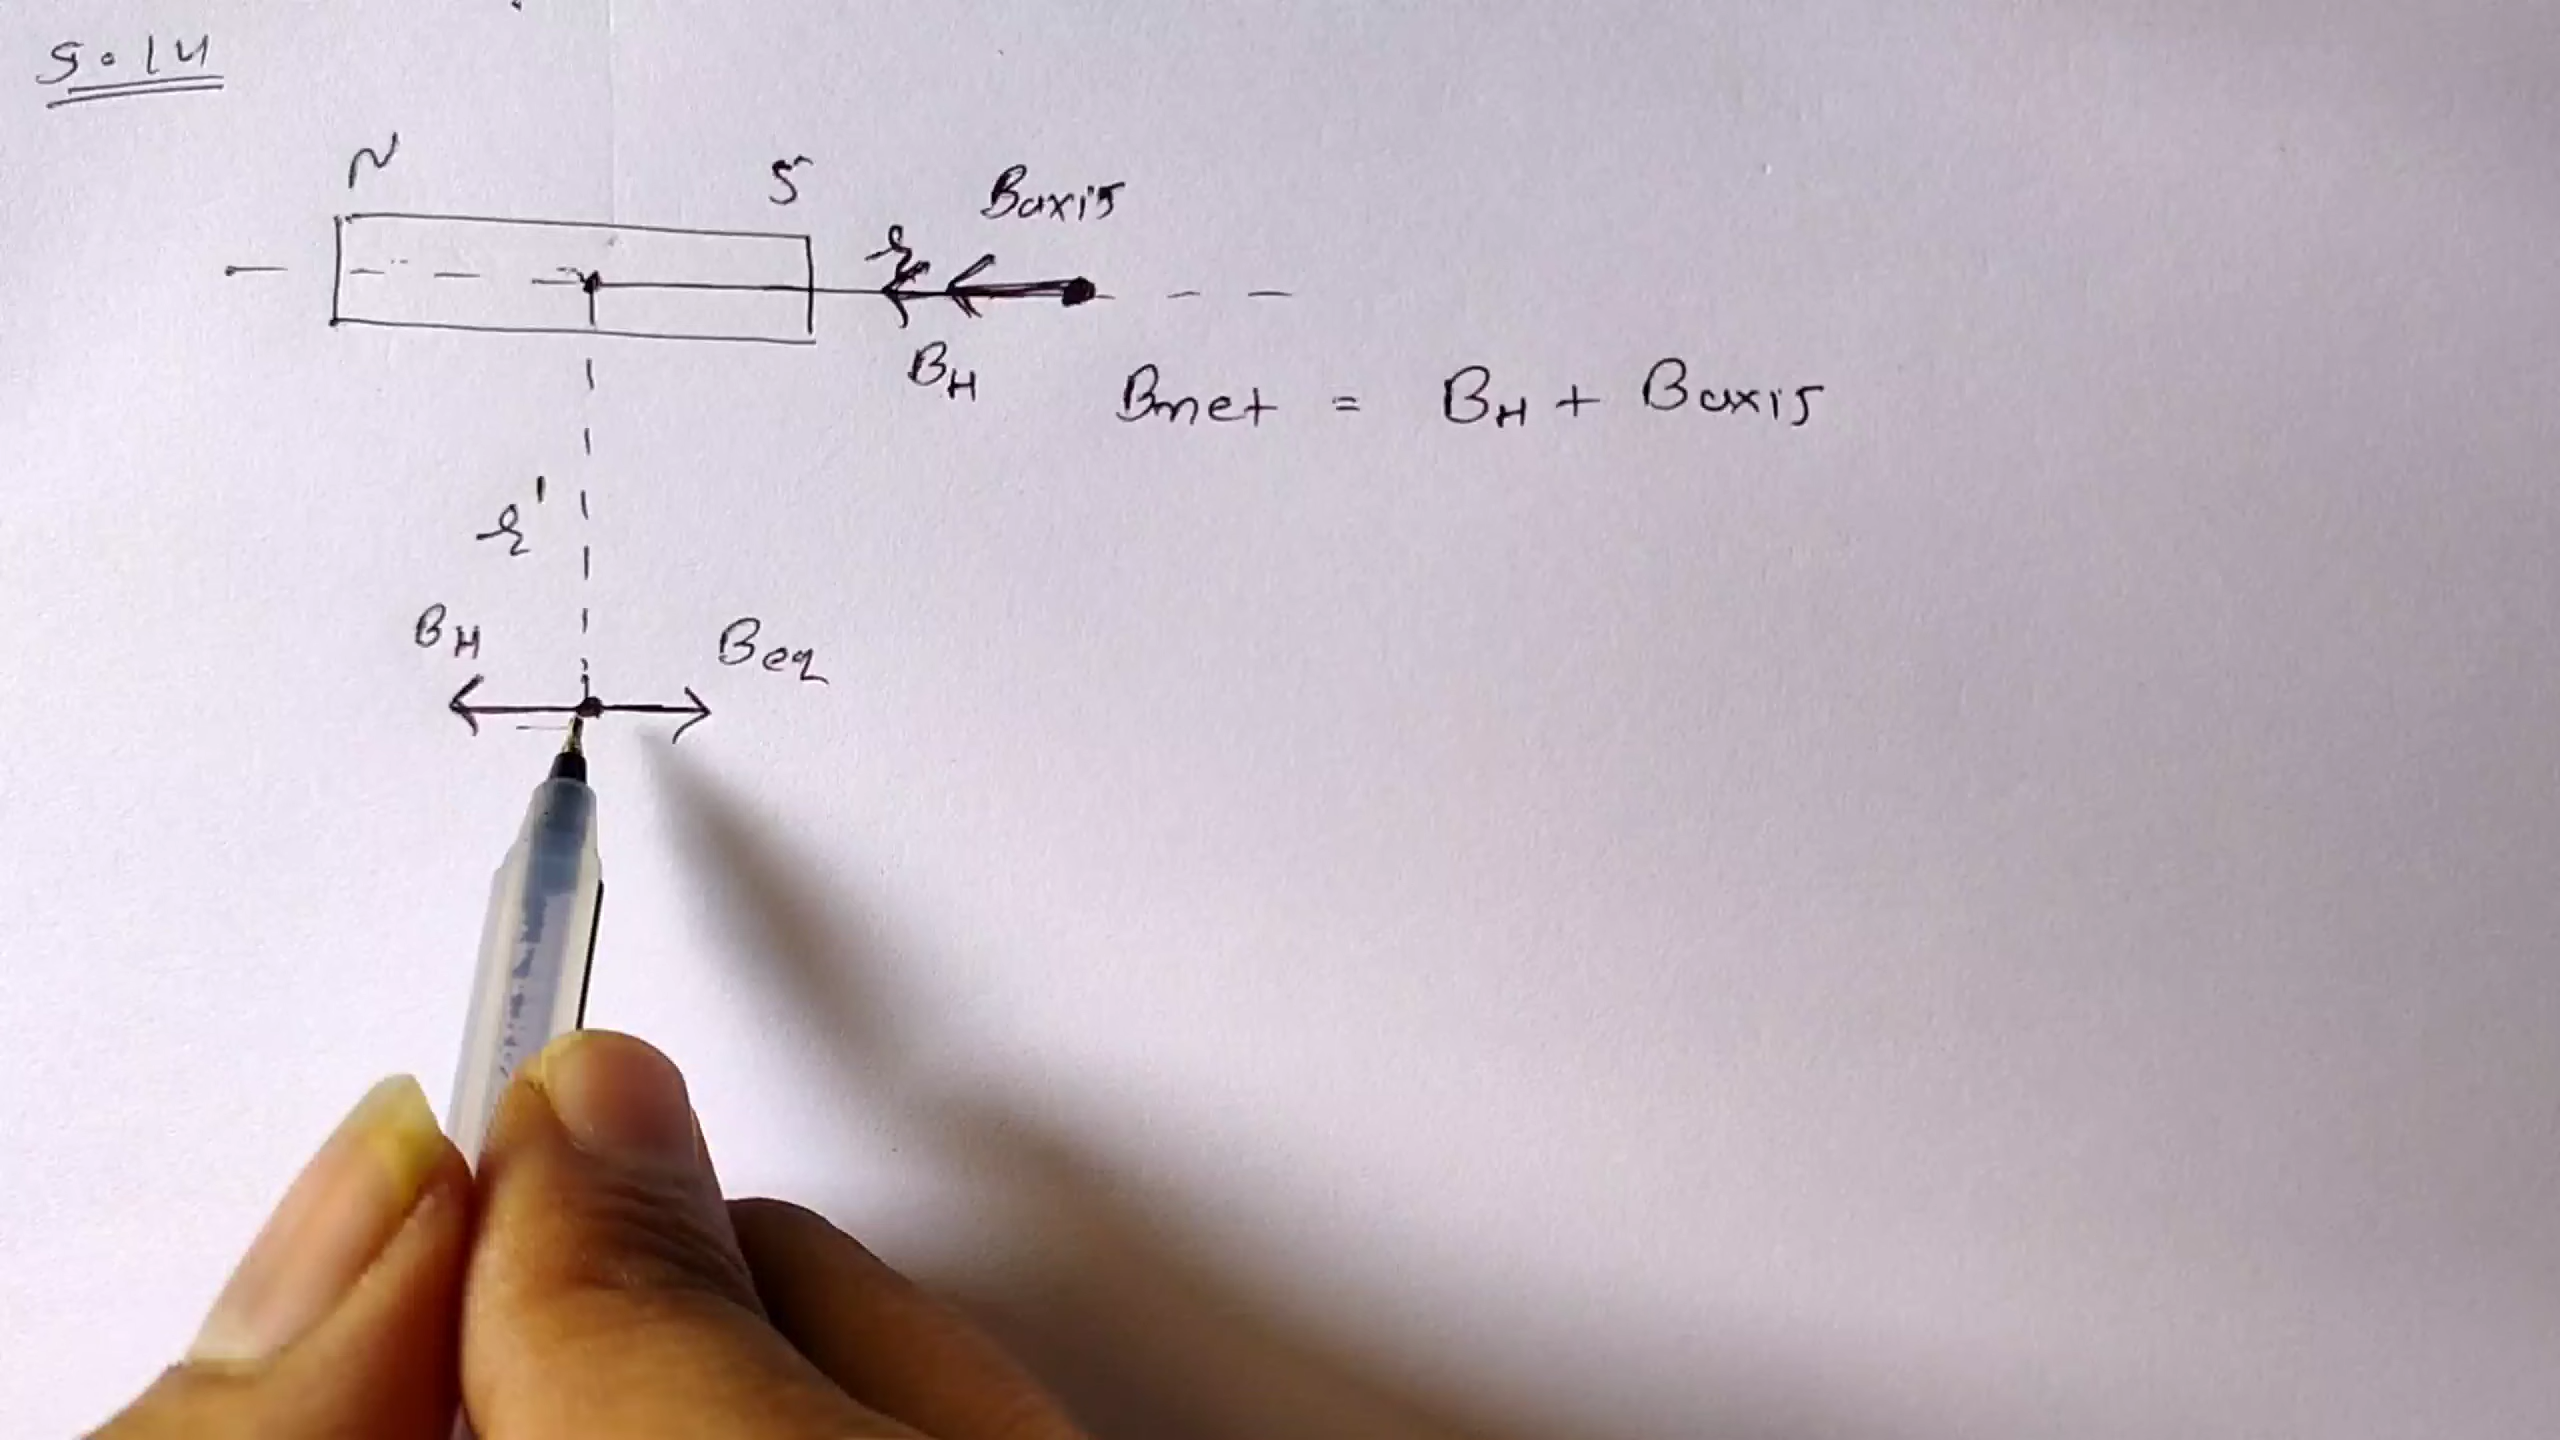 5.14
N S
Baxis
r
BH
Bnet = BH + Baxis
r'
BH Beq